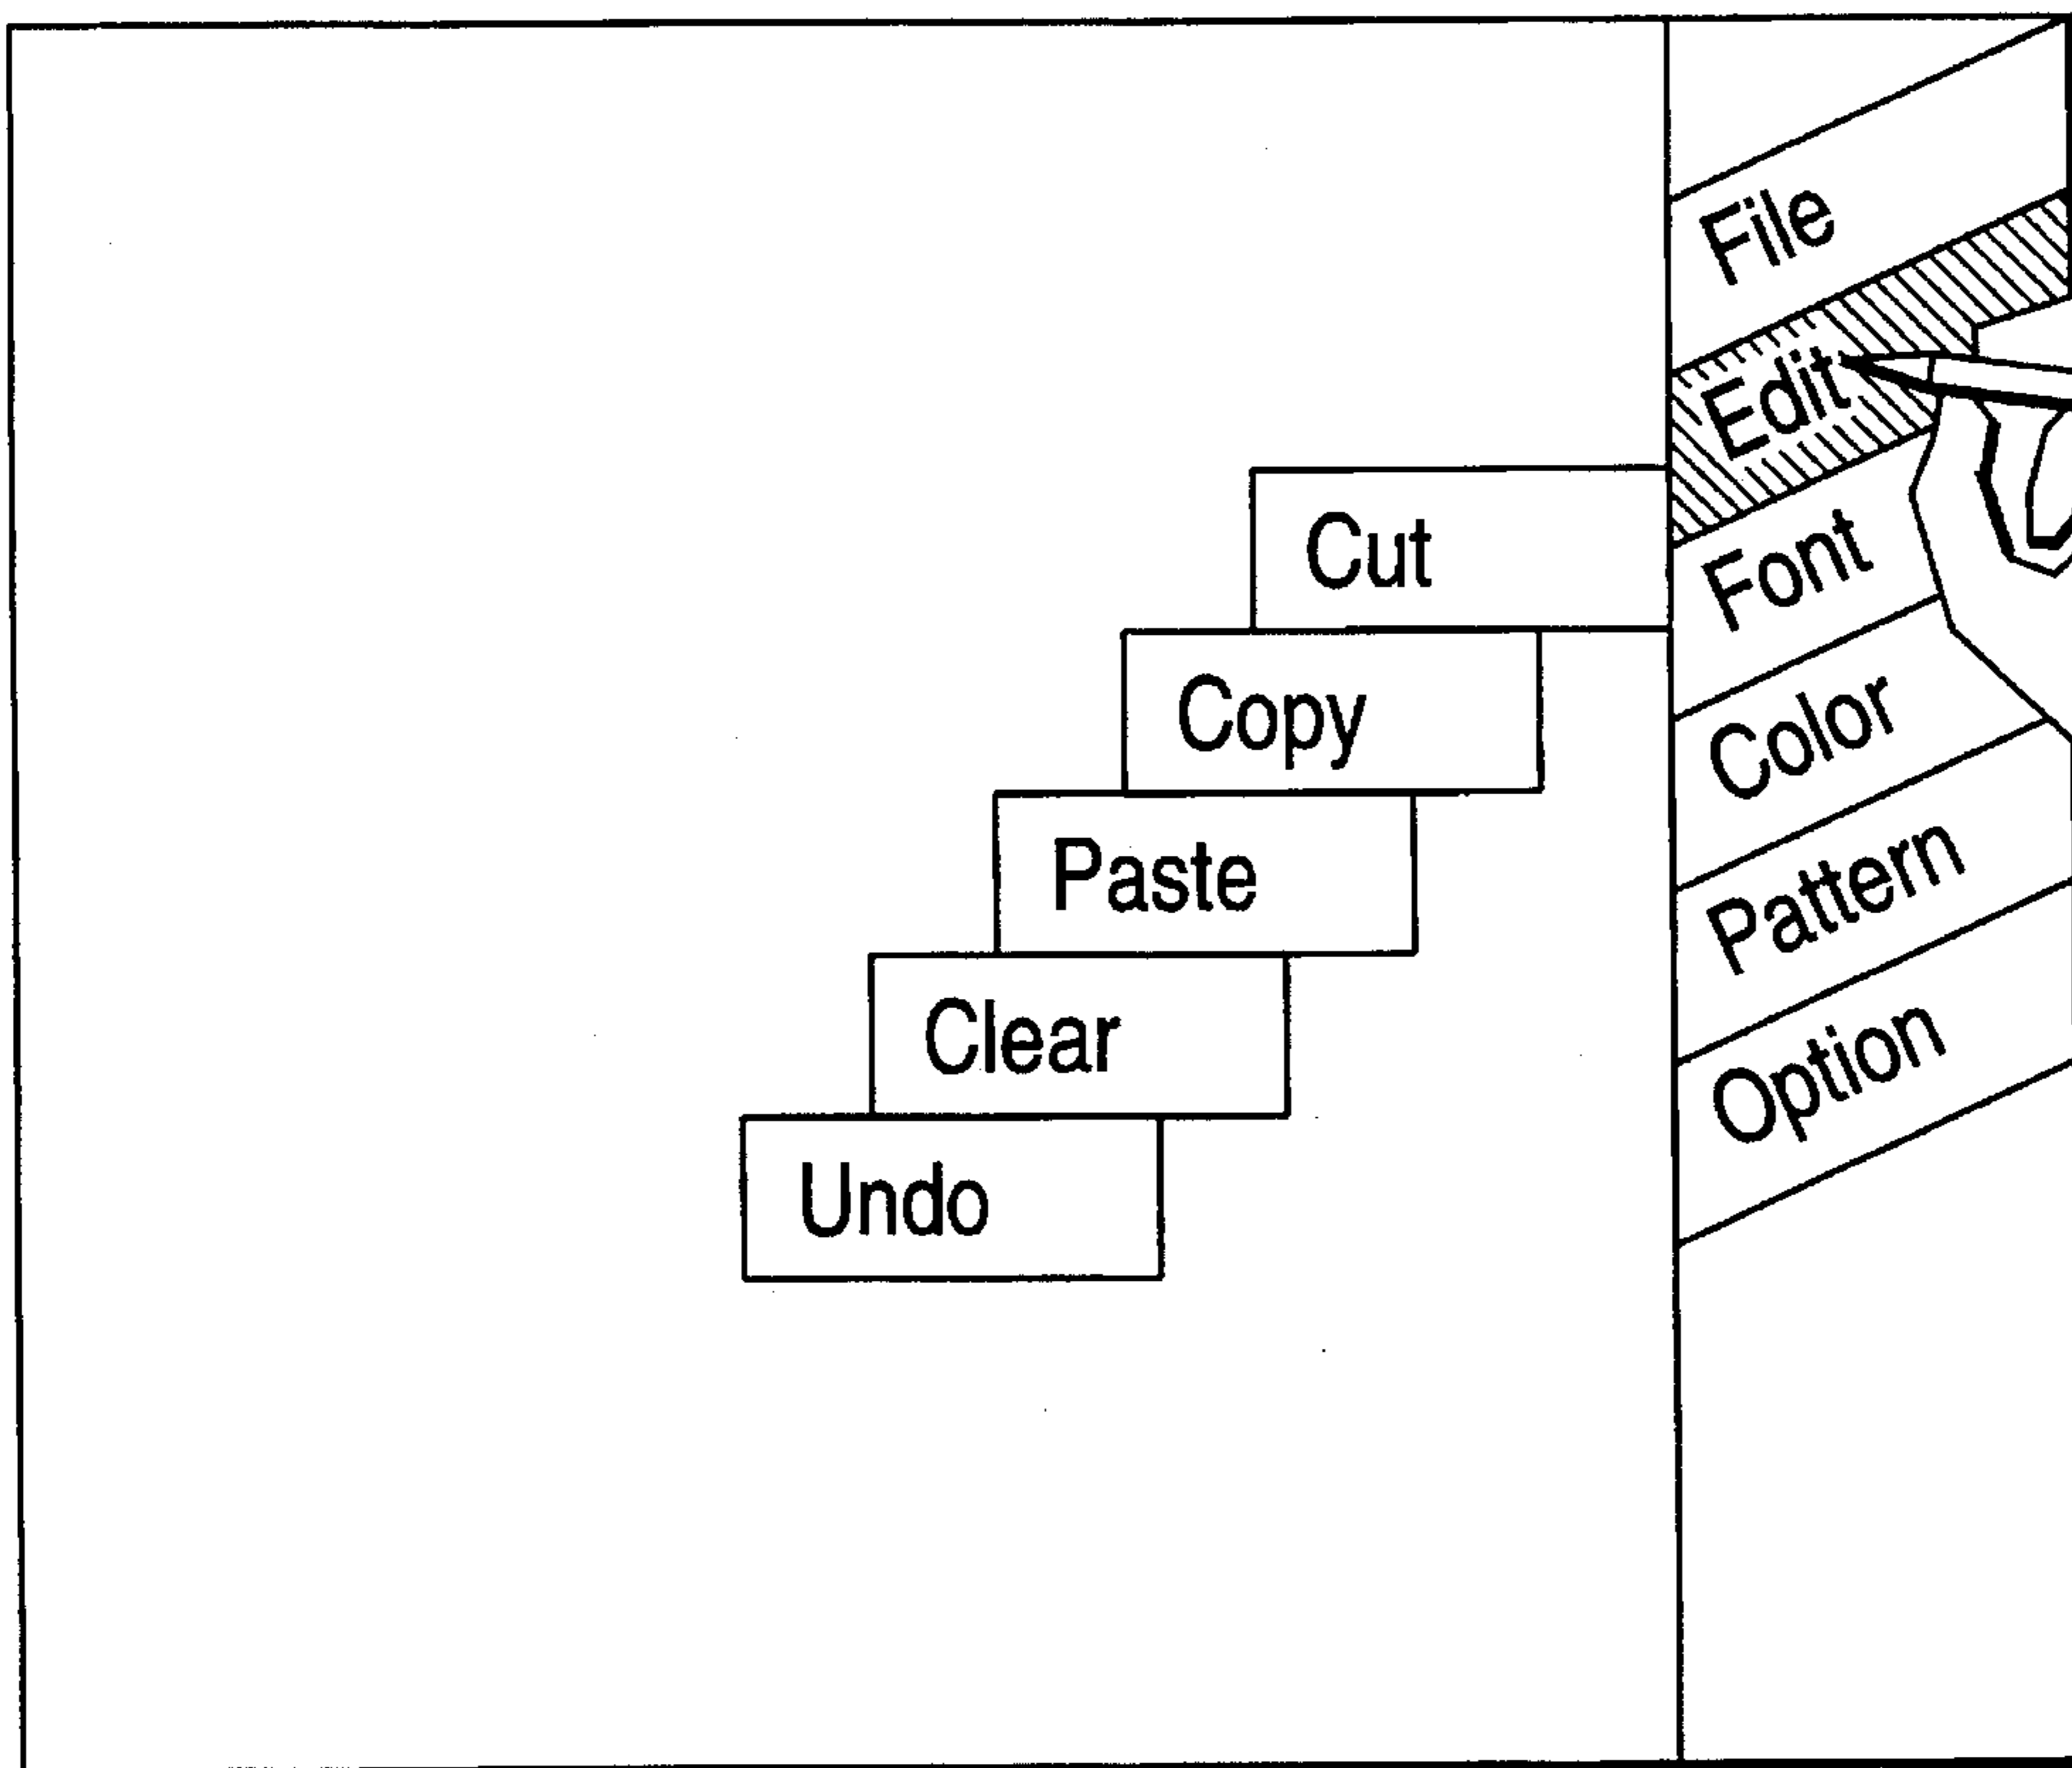 File
Edit
Font
Color
Pattern
Option
Cut
Copy
Paste
Clear
Undo